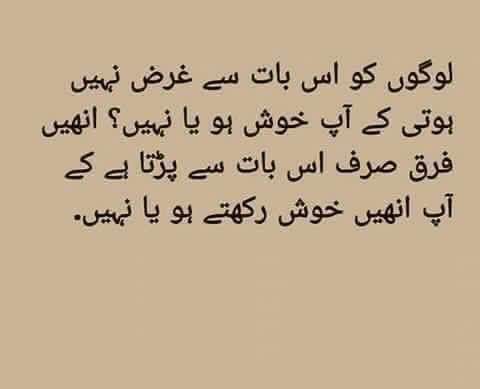 لوگوں کو اس بات سے غرض نہیں
ہوتی کے آپ خوش ہو یا نہیں؟ انھیں
فرق صرف اس بات سے پڑتا ہے کے
آپ انھیں خوش رکھتے ہو یا نہیں.